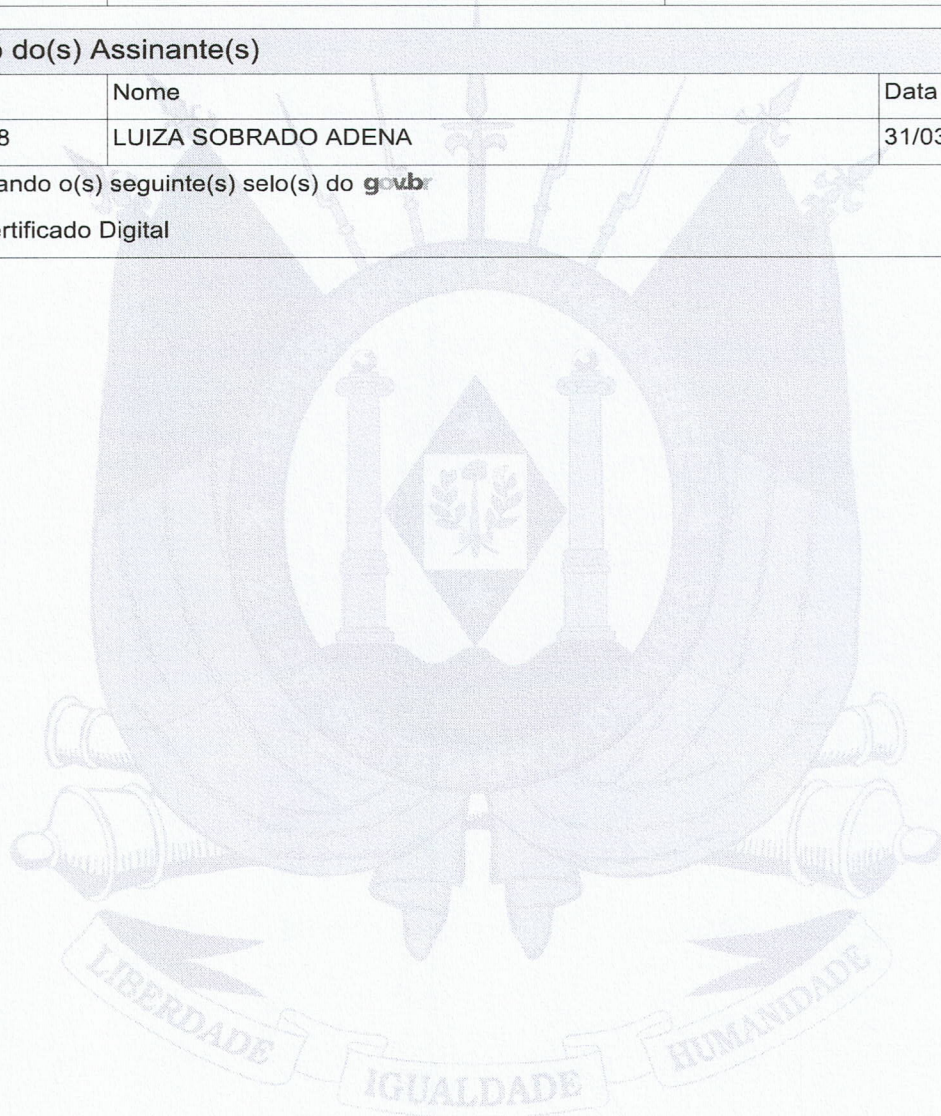 do(s) Assinante(s)
Nome Data
8 LUIZA SOBRADO ADENA 31/03
ando o(s) seguinte(s) selo(s) do gov.br
ertificado Digital
LIBERDADE IGUALDADE HUMANIDADE